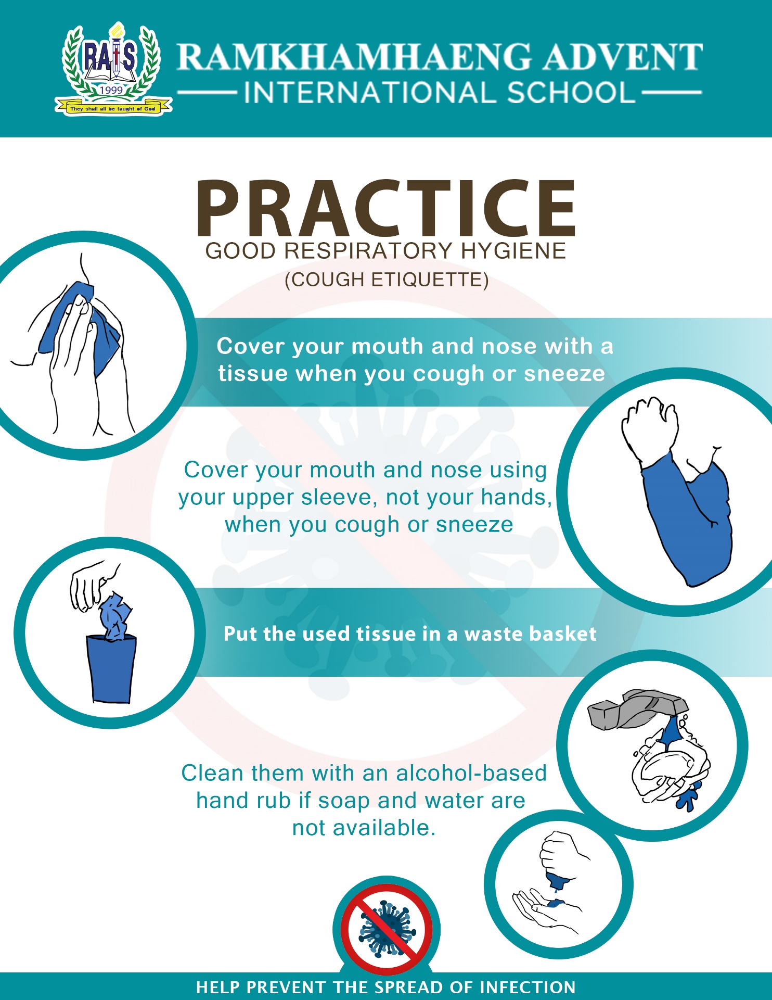 RAIS
1999
They shall all be taught of God
RAMKHAMHAENG ADVENT
INTERNATIONAL SCHOOL
PRACTICE
GOOD RESPIRATORY HYGIENE
(COUGH ETIQUETTE)
Cover your mouth and nose with a
tissue when you cough or sneeze
Cover your mouth and nose using
your upper sleeve, not your hands,
when you cough or sneeze
Put the used tissue in a waste basket
Clean them with an alcohol-based
hand rub if soap and water are
not available.
HELP PREVENT THE SPREAD OF INFECTION